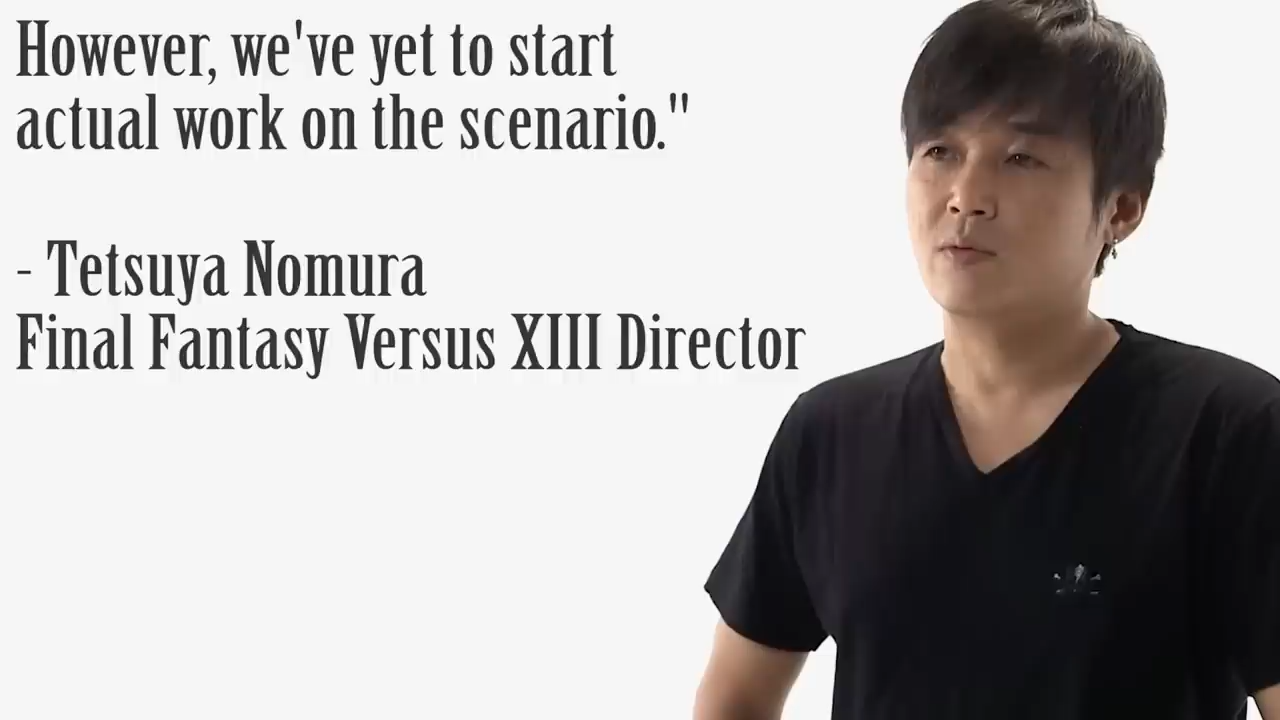 However, we've yet to start
actual work on the scenario."
- Tetsuya Nomura
Final Fantasy Versus XIII Director